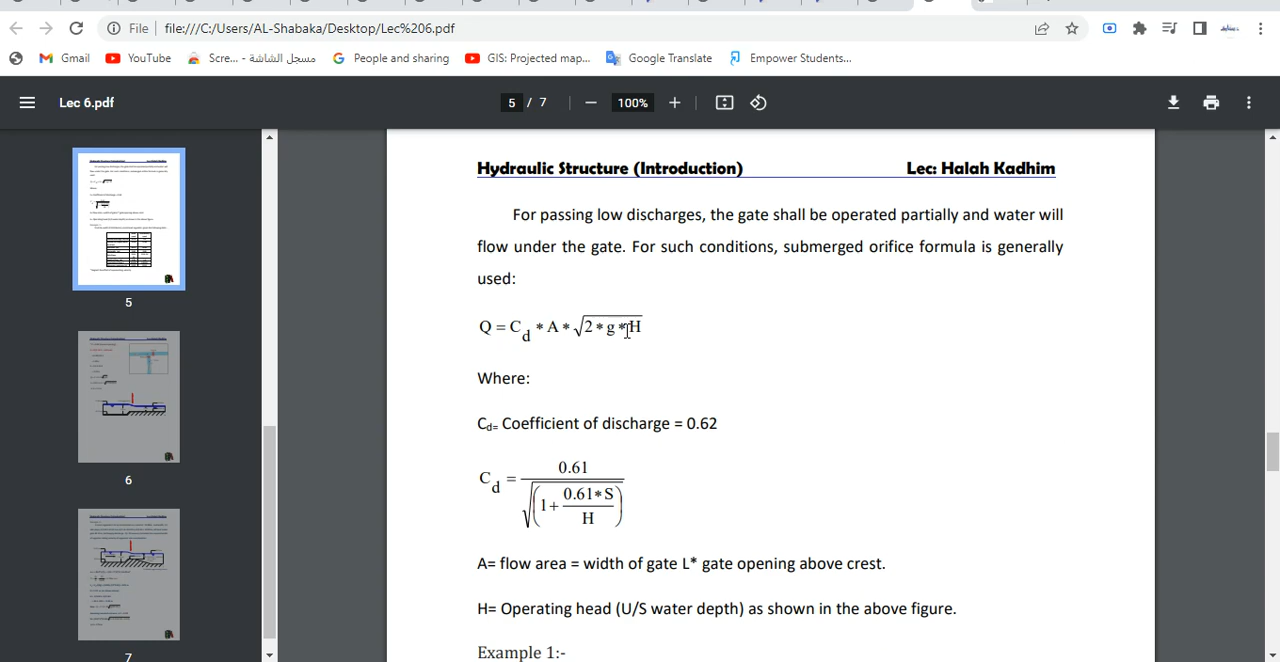 File file:///C:/Users/AL-Shabaka/Desktop/Lec%206.pdf
Gmail YouTube Scre... - مسجل الشاشة People and sharing GIS: Projected map... Google Translate Empower Students...
Lec 6.pdf 5 / 7 100%
Hydraulic Structure (Introduction) Lec: Halah Kadhim
For passing low discharges, the gate shall be operated partially and water will
flow under the gate. For such conditions, submerged orifice formula is generally
used:
Q = C_d * A * √(2 * g * H)
Where:
Cd= Coefficient of discharge = 0.62
C_d = 0.61 / √(1 + (0.61*S / H))
A= flow area = width of gate L* gate opening above crest.
H= Operating head (U/S water depth) as shown in the above figure.
Example 1:-
5
6
7